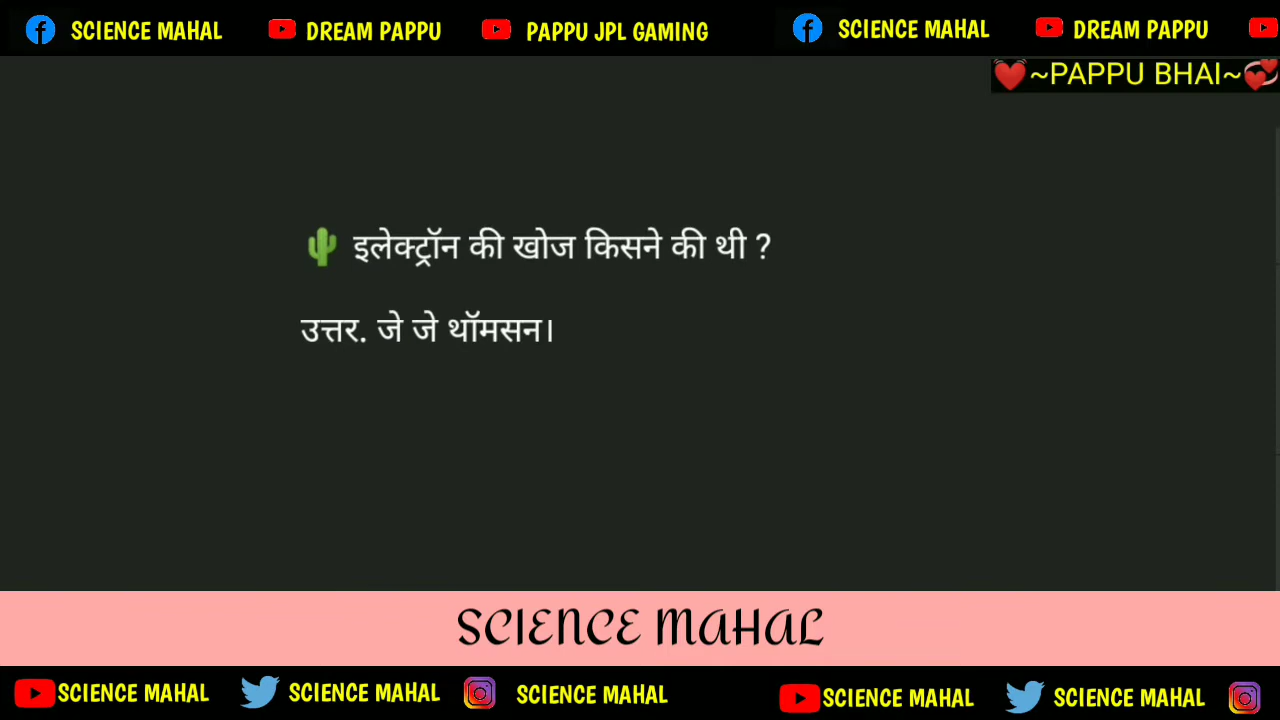 SCIENCE MAHAL DREAM PAPPU PAPPU JPL GAMING SCIENCE MAHAL DREAM PAPPU
~PAPPU BHAI~
इलेक्ट्रॉन की खोज किसने की थी ?
उत्तर. जे जे थॉमसन।
SCIENCE MAHAL
SCIENCE MAHAL SCIENCE MAHAL SCIENCE MAHAL SCIENCE MAHAL SCIENCE MAHAL